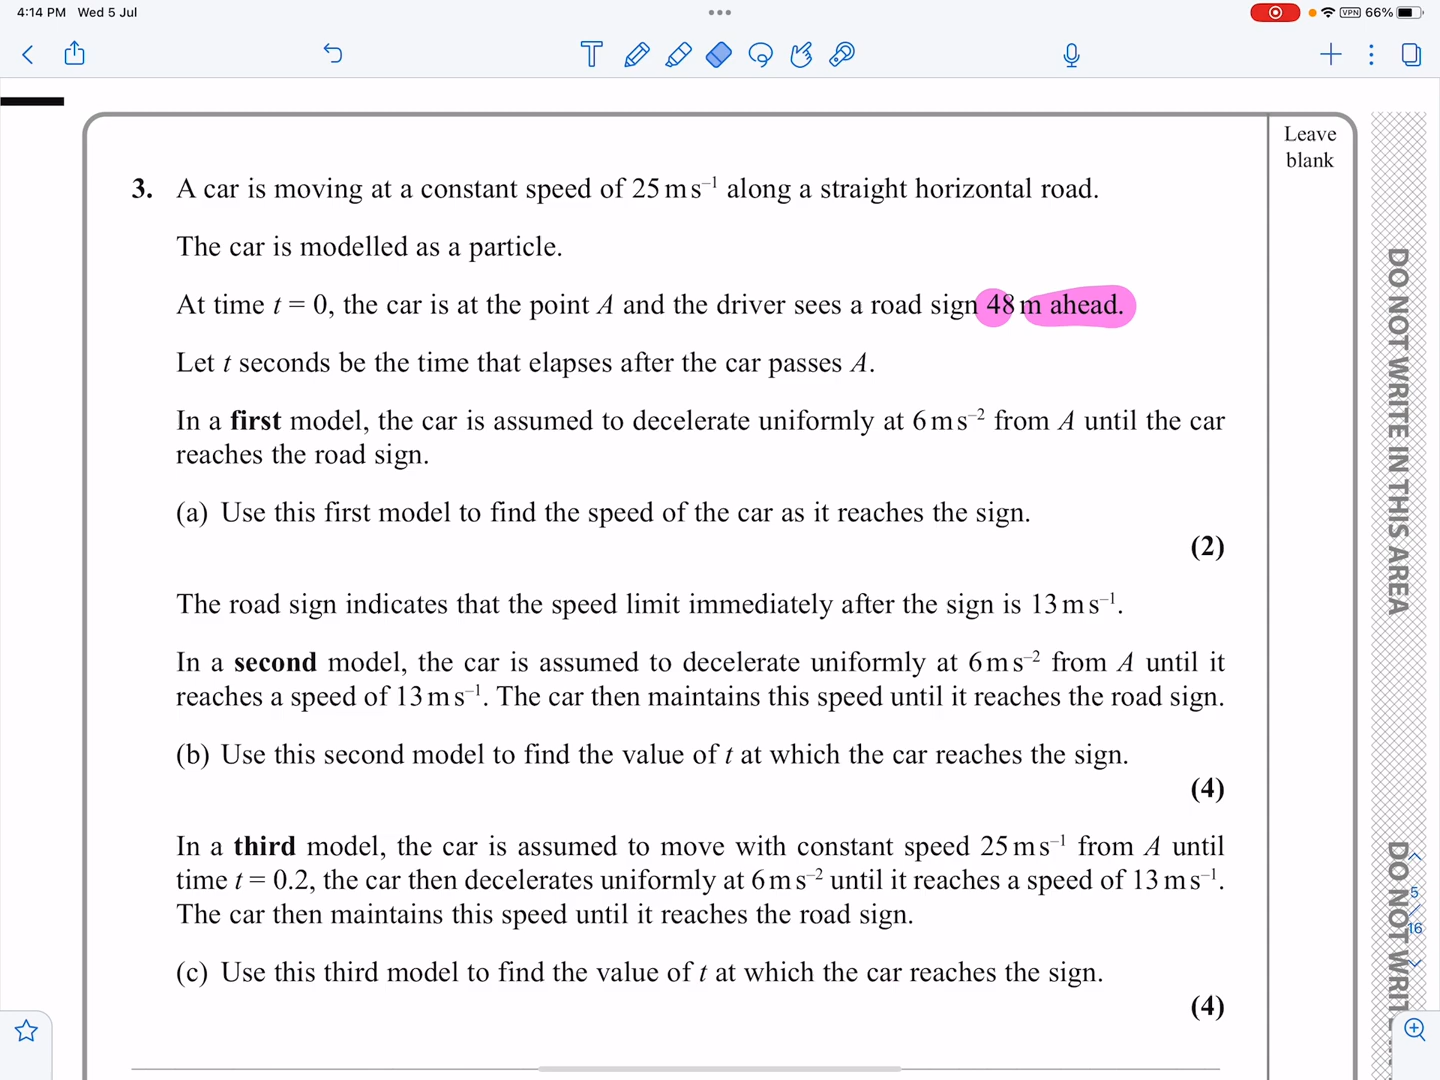 4:14 PM Wed 5 Jul
VPN 66%
Leave
blank
3. A car is moving at a constant speed of 25 m s⁻¹ along a straight horizontal road.
The car is modelled as a particle.
At time t = 0, the car is at the point A and the driver sees a road sign 48 m ahead.
Let t seconds be the time that elapses after the car passes A.
In a first model, the car is assumed to decelerate uniformly at 6 m s⁻² from A until the car
reaches the road sign.
(a) Use this first model to find the speed of the car as it reaches the sign.
(2)
The road sign indicates that the speed limit immediately after the sign is 13 m s⁻¹.
In a second model, the car is assumed to decelerate uniformly at 6 m s⁻² from A until it
reaches a speed of 13 m s⁻¹. The car then maintains this speed until it reaches the road sign.
(b) Use this second model to find the value of t at which the car reaches the sign.
(4)
In a third model, the car is assumed to move with constant speed 25 m s⁻¹ from A until
time t = 0.2, the car then decelerates uniformly at 6 m s⁻² until it reaches a speed of 13 m s⁻¹.
The car then maintains this speed until it reaches the road sign.
(c) Use this third model to find the value of t at which the car reaches the sign.
(4)
DO NOT WRITE IN THIS AREA
DO NOT WRIT
5
16